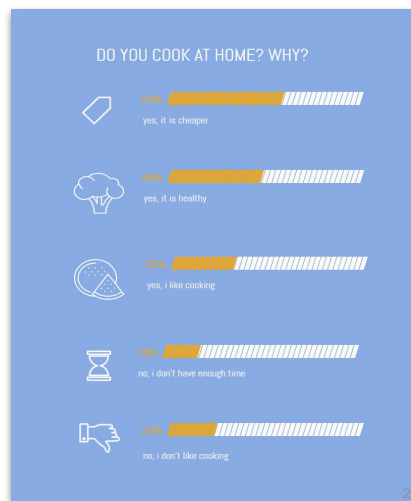 DO YOU COOK AT HOME? WHY?
yes, it is cheaper
yes, it is healthy
yes, i like cooking
no, i don't have enough time
no, i don't like cooking
2